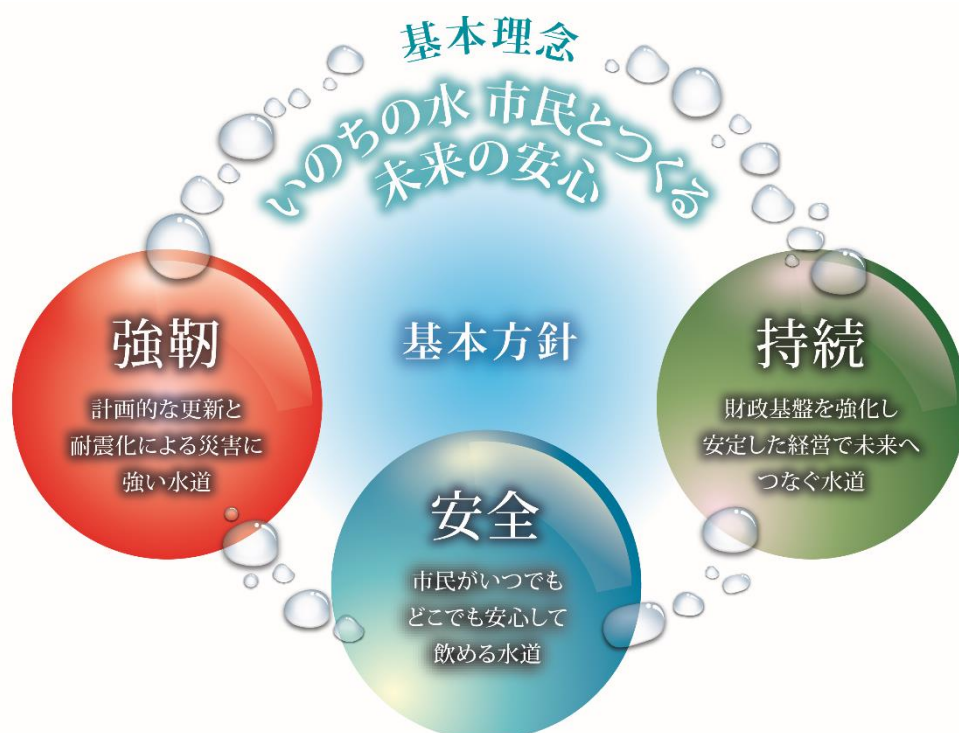 基本理念
いのちの水 市民とつくる
未来の安心
基本方針
強靭
計画的な更新と
耐震化による災害に
強い水道
安全
市民がいつでも
どこでも安心して
飲める水道
持続
財政基盤を強化し
安定した経営で未来へ
つなぐ水道